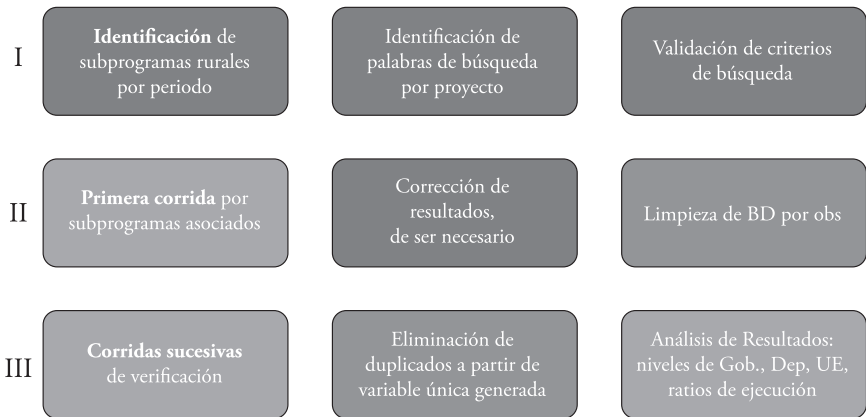 I
Identificación de
subprogramas rurales
por periodo
Identificación de
palabras de búsqueda
por proyecto
Validación de criterios
de búsqueda
II
Primera corrida por
subprogramas asociados
Corrección de
resultados,
de ser necesario
Limpieza de BD por obs
III
Corridas sucesivas
de verificación
Eliminación de
duplicados a partir de
variable única generada
Análisis de Resultados:
niveles de Gob., Dep, UE,
ratios de ejecución